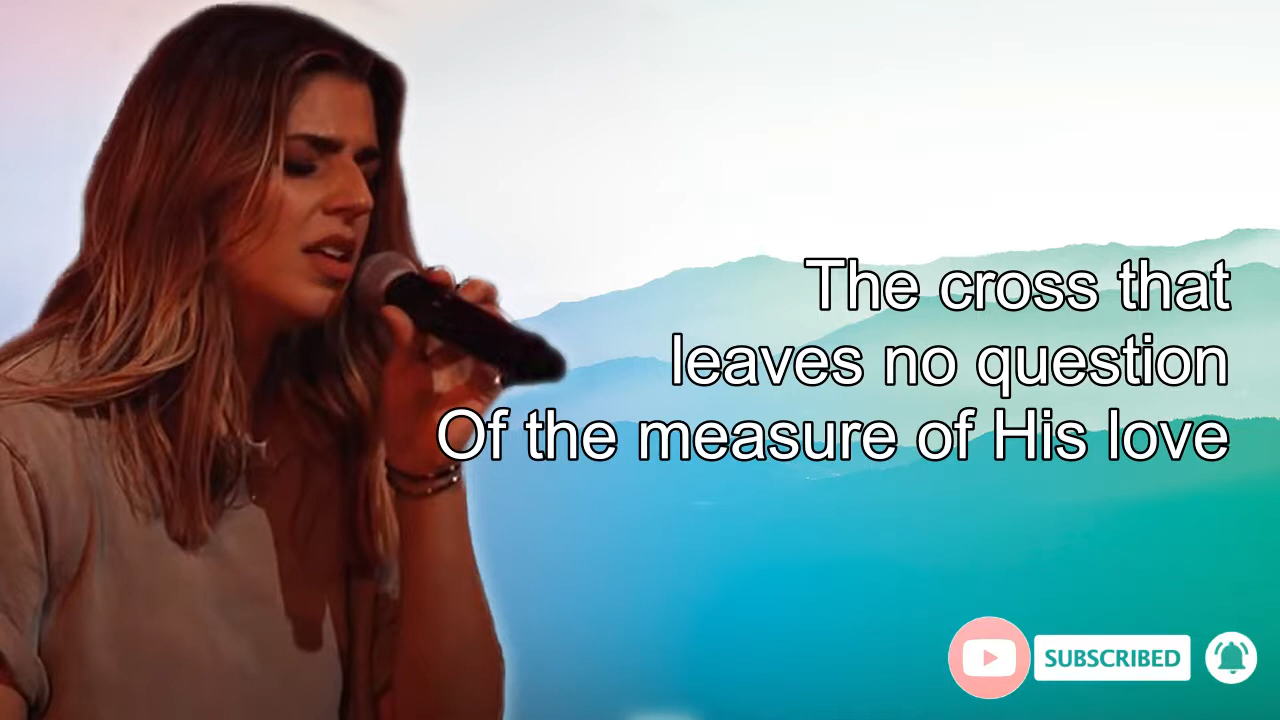 The cross that
leaves no question
Of the measure of His love
SUBSCRIBED